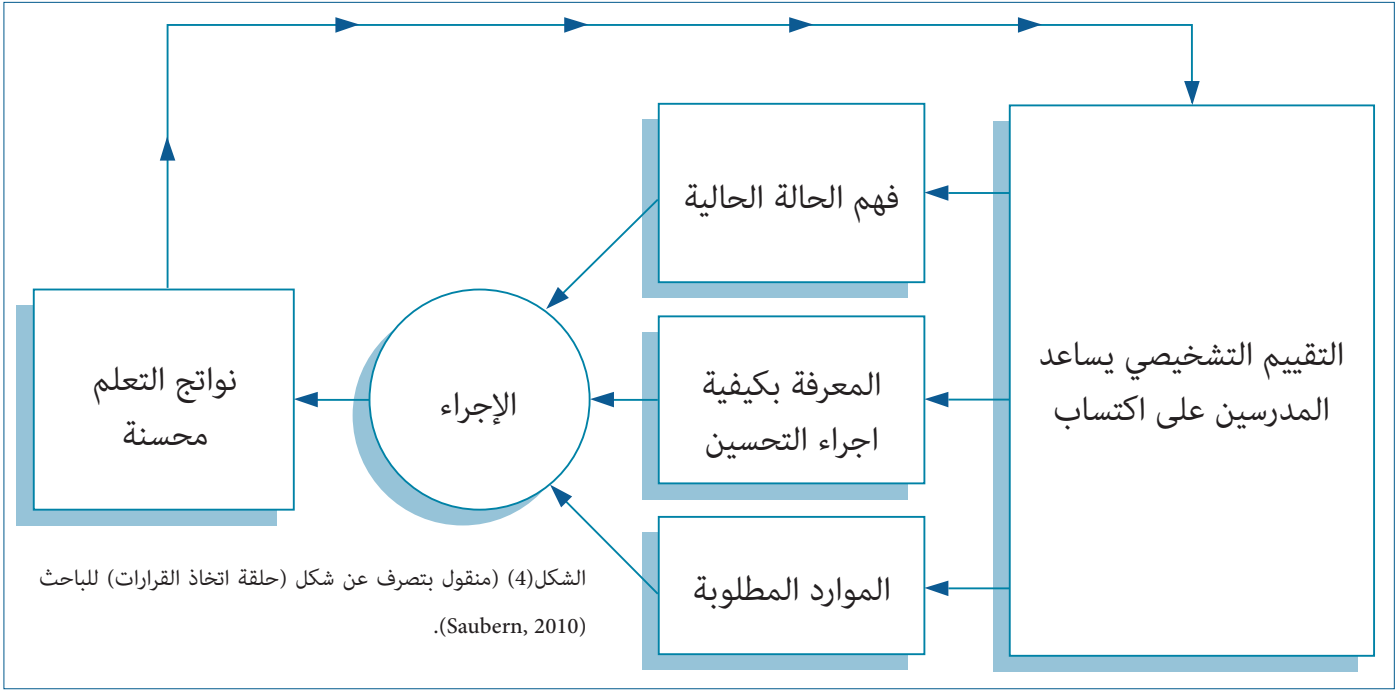 التقييم التشخيصي يساعد
المدرسين على اكتساب
فهم الحالة الحالية
المعرفة بكيفية
اجراء التحسين
الموارد المطلوبة
الإجراء
نواتج التعلم
محسنة
الشكل(4) (منقول بتصرف عن شكل (حلقة اتخاذ القرارات) للباحث
(Saubern, 2010).